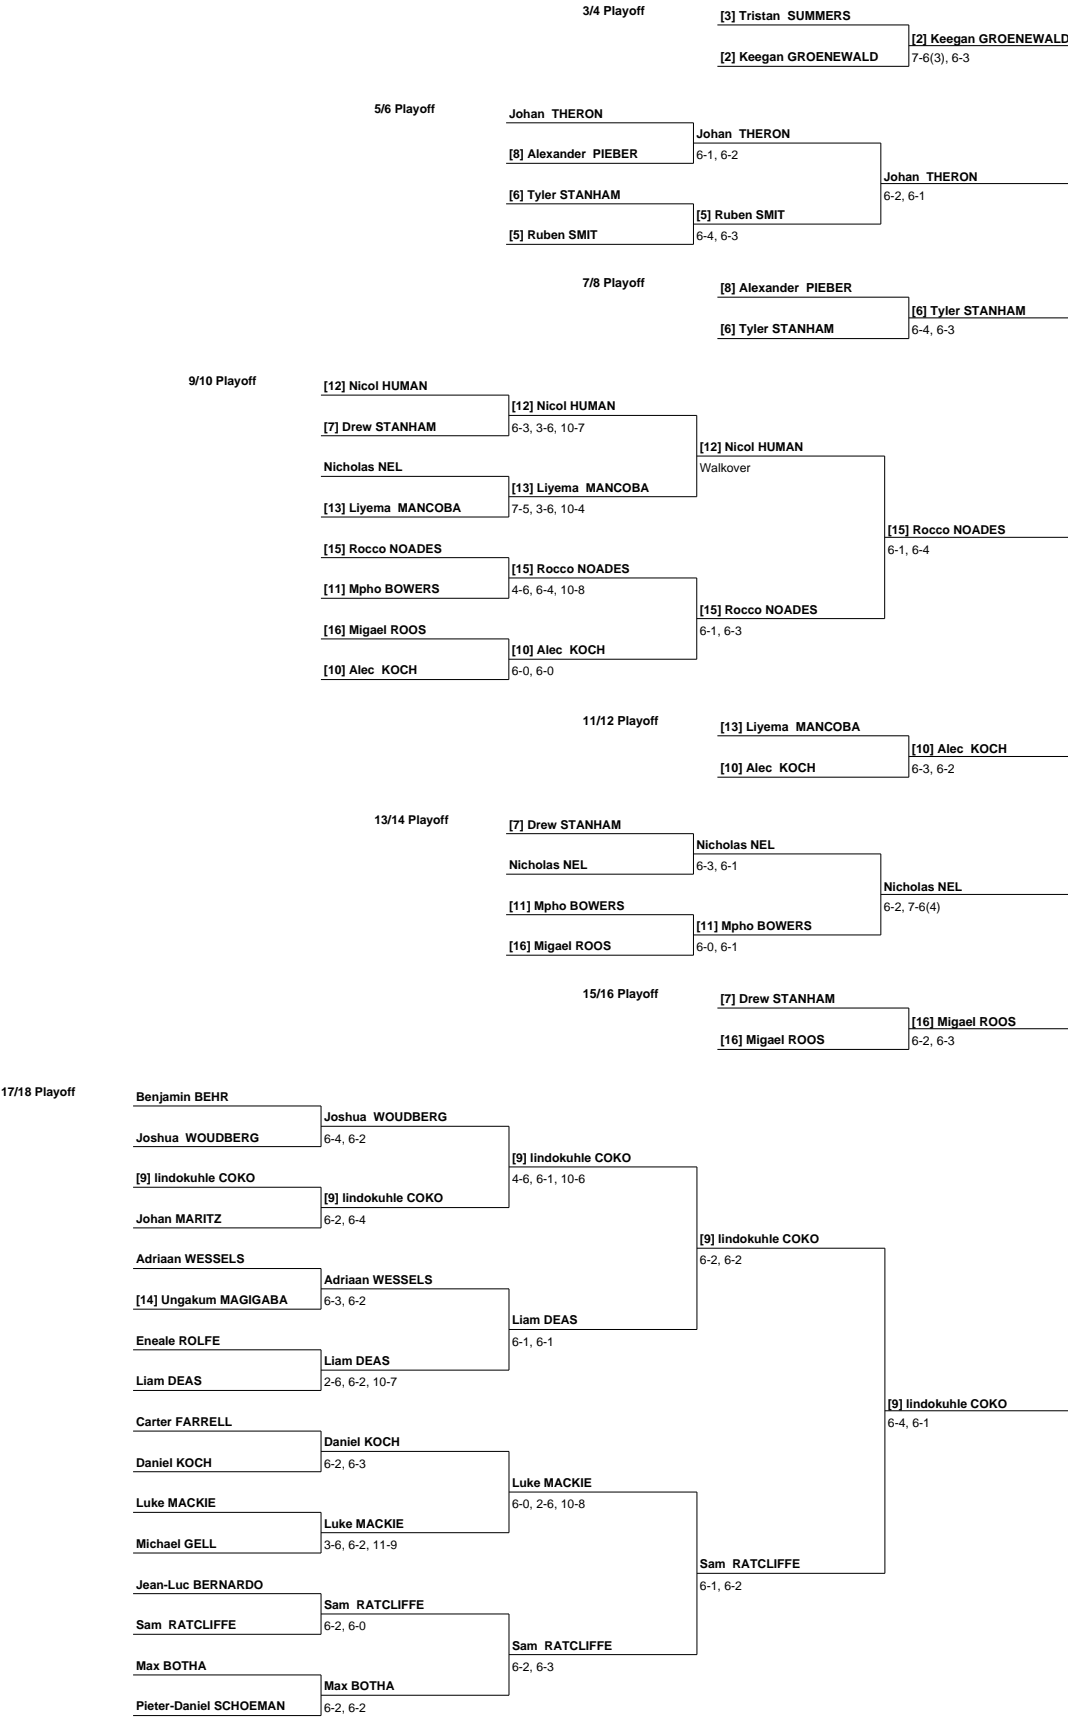 3/4 Playoff
[3] Tristan SUMMERS
[2] Keegan GROENEWALD
[2] Keegan GROENEWALD
7-6(3), 6-3
5/6 Playoff
Johan THERON
Johan THERON
[8] Alexander PIEBER
6-1, 6-2
Johan THERON
[6] Tyler STANHAM
6-2, 6-1
[5] Ruben SMIT
[5] Ruben SMIT
6-4, 6-3
7/8 Playoff
[8] Alexander PIEBER
[6] Tyler STANHAM
[6] Tyler STANHAM
6-4, 6-3
9/10 Playoff
[12] Nicol HUMAN
[12] Nicol HUMAN
[7] Drew STANHAM
6-3, 3-6, 10-7
[12] Nicol HUMAN
Nicholas NEL
Walkover
[13] Liyema MANCOBA
[13] Liyema MANCOBA
7-5, 3-6, 10-4
[15] Rocco NOADES
[15] Rocco NOADES
6-1, 6-4
[15] Rocco NOADES
[11] Mpho BOWERS
4-6, 6-4, 10-8
[15] Rocco NOADES
[16] Migael ROOS
6-1, 6-3
[10] Alec KOCH
[10] Alec KOCH
6-0, 6-0
11/12 Playoff
[13] Liyema MANCOBA
[10] Alec KOCH
[10] Alec KOCH
6-3, 6-2
13/14 Playoff
[7] Drew STANHAM
Nicholas NEL
Nicholas NEL
6-3, 6-1
Nicholas NEL
[11] Mpho BOWERS
6-2, 7-6(4)
[11] Mpho BOWERS
[16] Migael ROOS
6-0, 6-1
15/16 Playoff
[7] Drew STANHAM
[16] Migael ROOS
[16] Migael ROOS
6-2, 6-3
17/18 Playoff
Benjamin BEHR
Joshua WOUDBERG
Joshua WOUDBERG
6-4, 6-2
[9] lindokuhle COKO
[9] lindokuhle COKO
4-6, 6-1, 10-6
[9] lindokuhle COKO
Johan MARITZ
6-2, 6-4
[9] lindokuhle COKO
Adriaan WESSELS
6-2, 6-2
Adriaan WESSELS
[14] Ungakum MAGIGABA
6-3, 6-2
Liam DEAS
Eneale ROLFE
6-1, 6-1
Liam DEAS
Liam DEAS
2-6, 6-2, 10-7
[9] lindokuhle COKO
Carter FARRELL
6-4, 6-1
Daniel KOCH
Daniel KOCH
6-2, 6-3
Luke MACKIE
Luke MACKIE
6-0, 2-6, 10-8
Luke MACKIE
Michael GELL
3-6, 6-2, 11-9
Sam RATCLIFFE
Jean-Luc BERNARDO
6-1, 6-2
Sam RATCLIFFE
Sam RATCLIFFE
6-2, 6-0
Sam RATCLIFFE
Max BOTHA
6-2, 6-3
Max BOTHA
Pieter-Daniel SCHOEMAN
6-2, 6-2